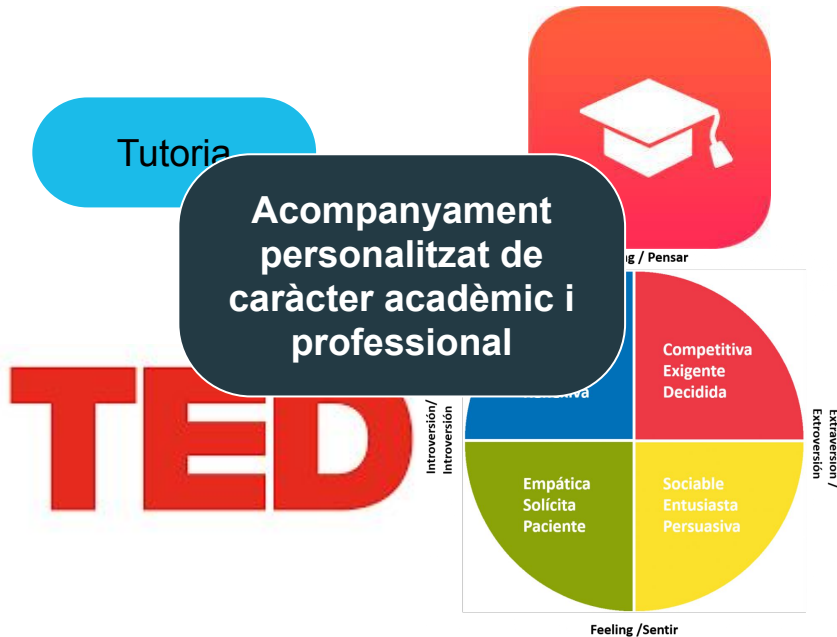 Tutoria
Acompanyament
personalitzat de
caràcter acadèmic i
professional
/ Pensar
TED
Competitiva
Exigente
Decidida
Introversión/
Introversión
Extraversion /
Extroversión
Empática
Solícita
Paciente
Sociable
Entusiasta
Persuasiva
Feeling /Sentir